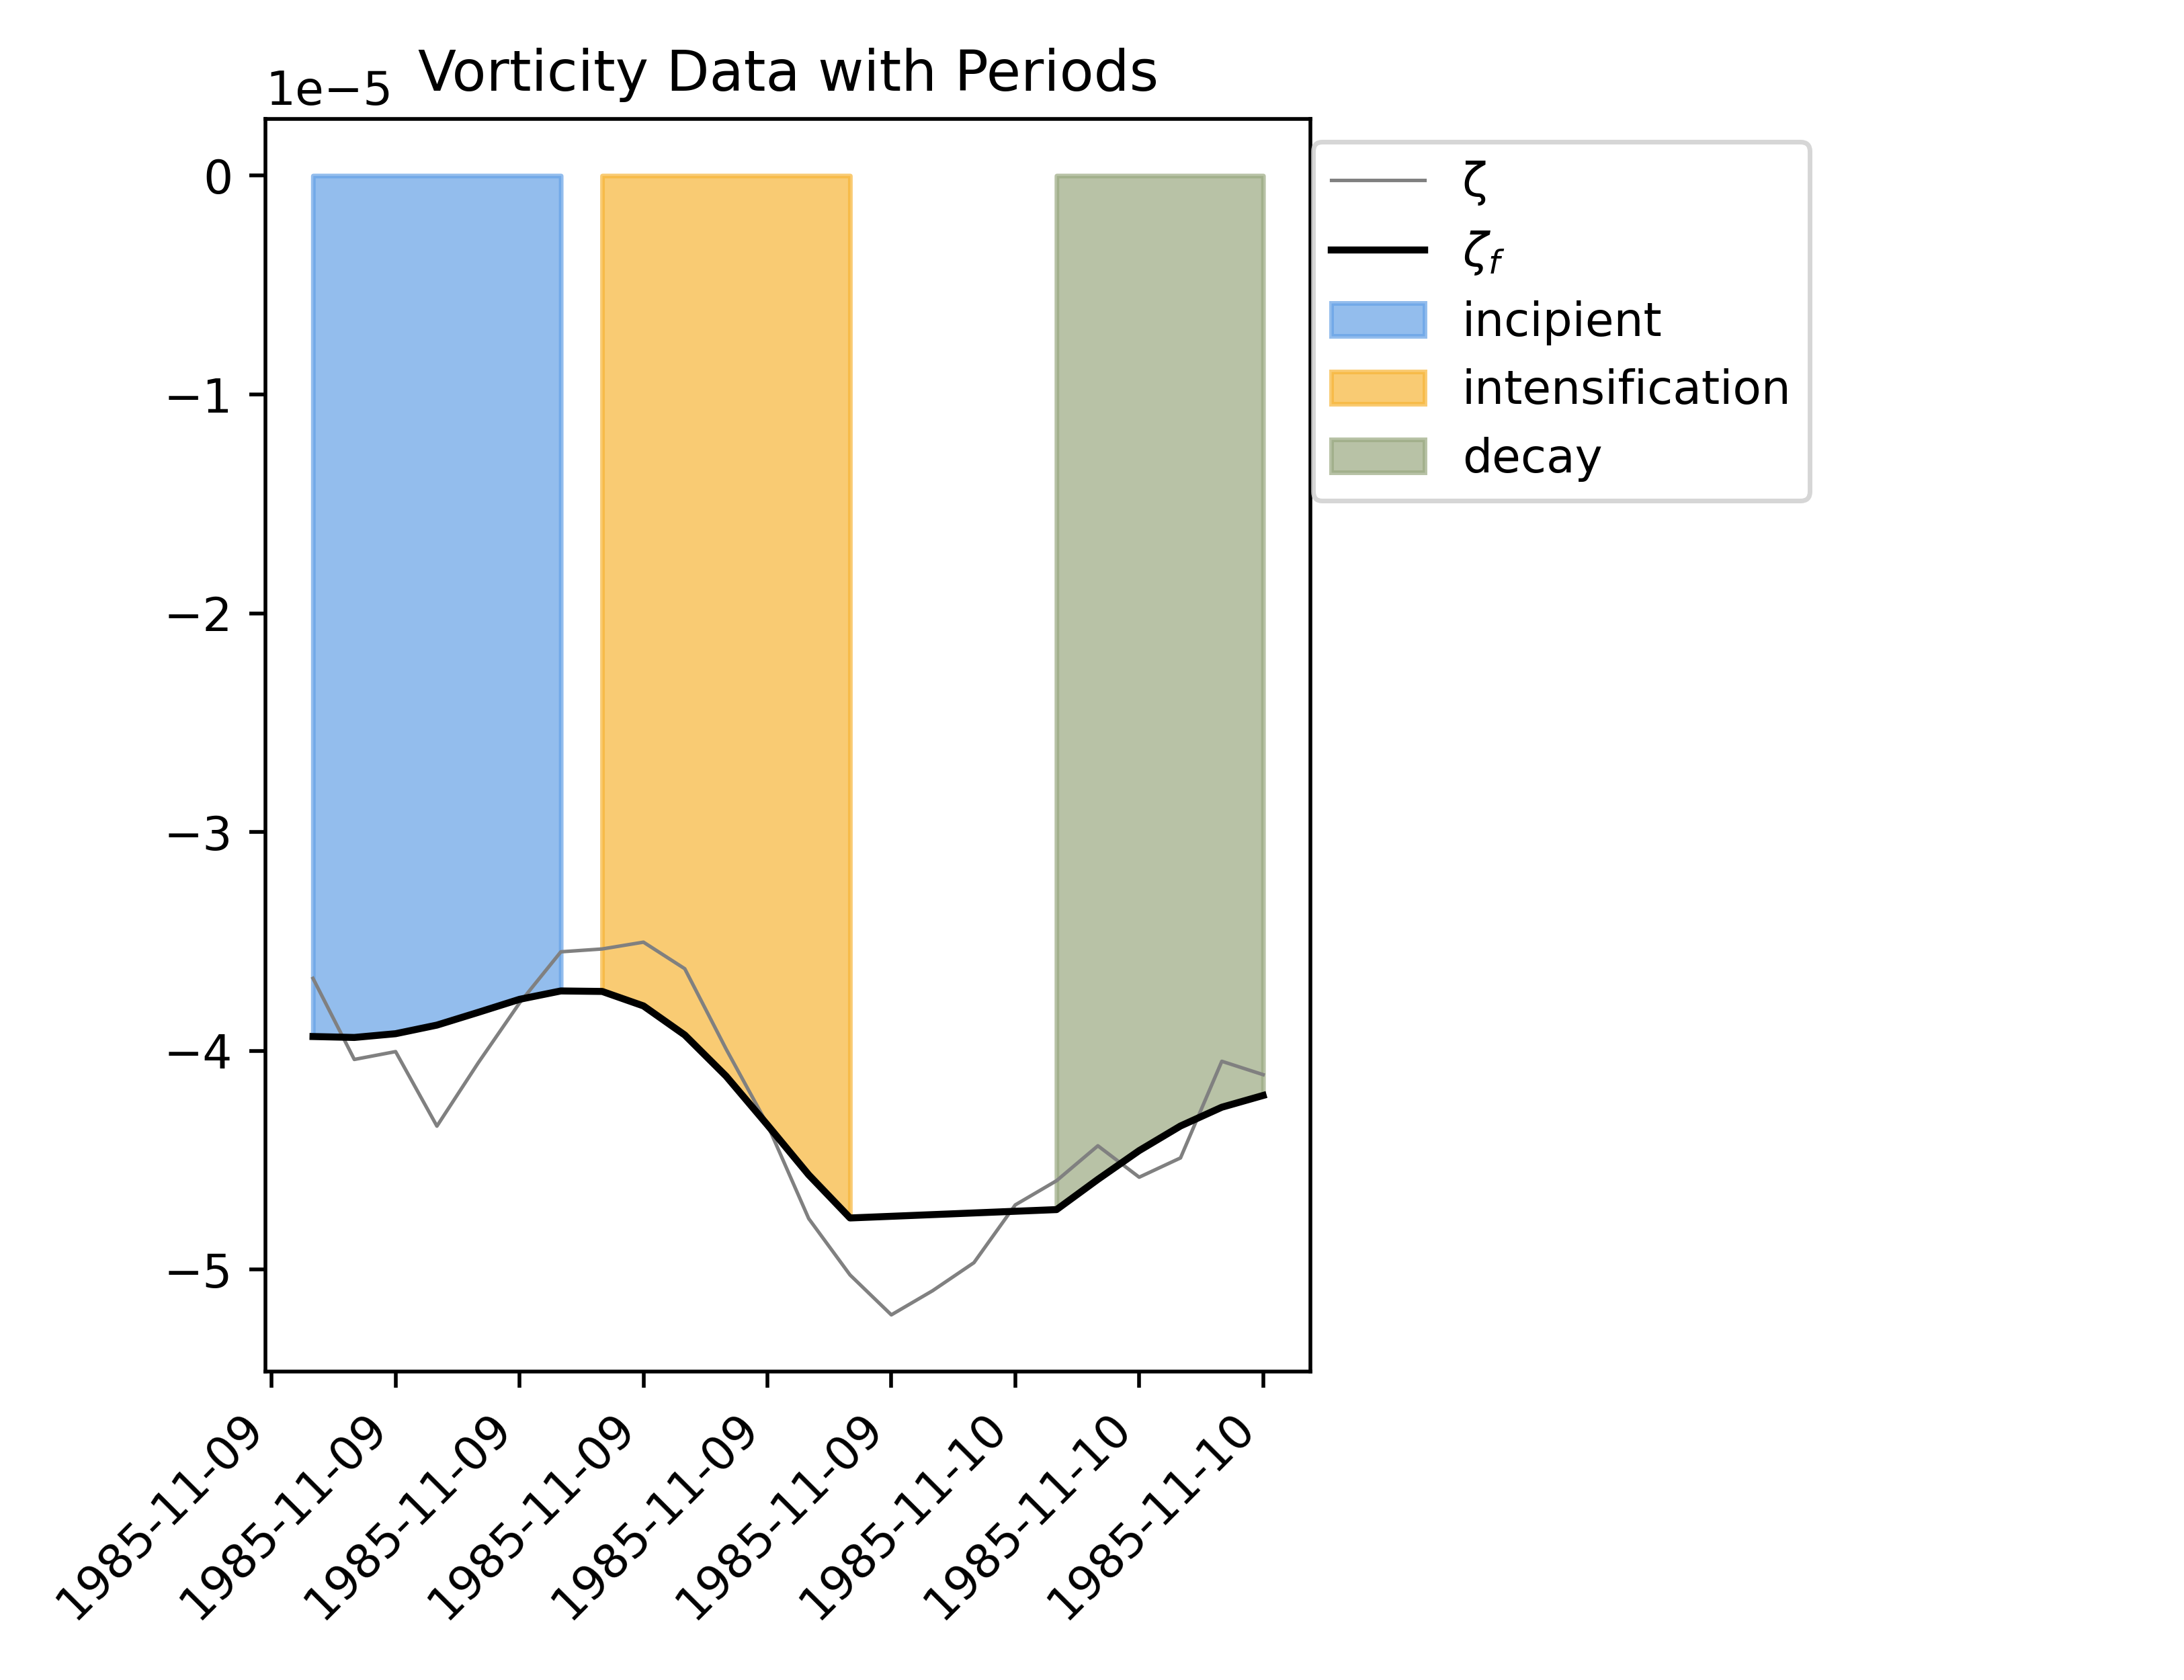 Vorticity Data with Periods
1e−5
0
−1
−2
−3
−4
−5
ζ
ζf
incipient
intensification
decay
1985-11-09
1985-11-09
1985-11-09
1985-11-09
1985-11-09
1985-11-09
1985-11-10
1985-11-10
1985-11-10